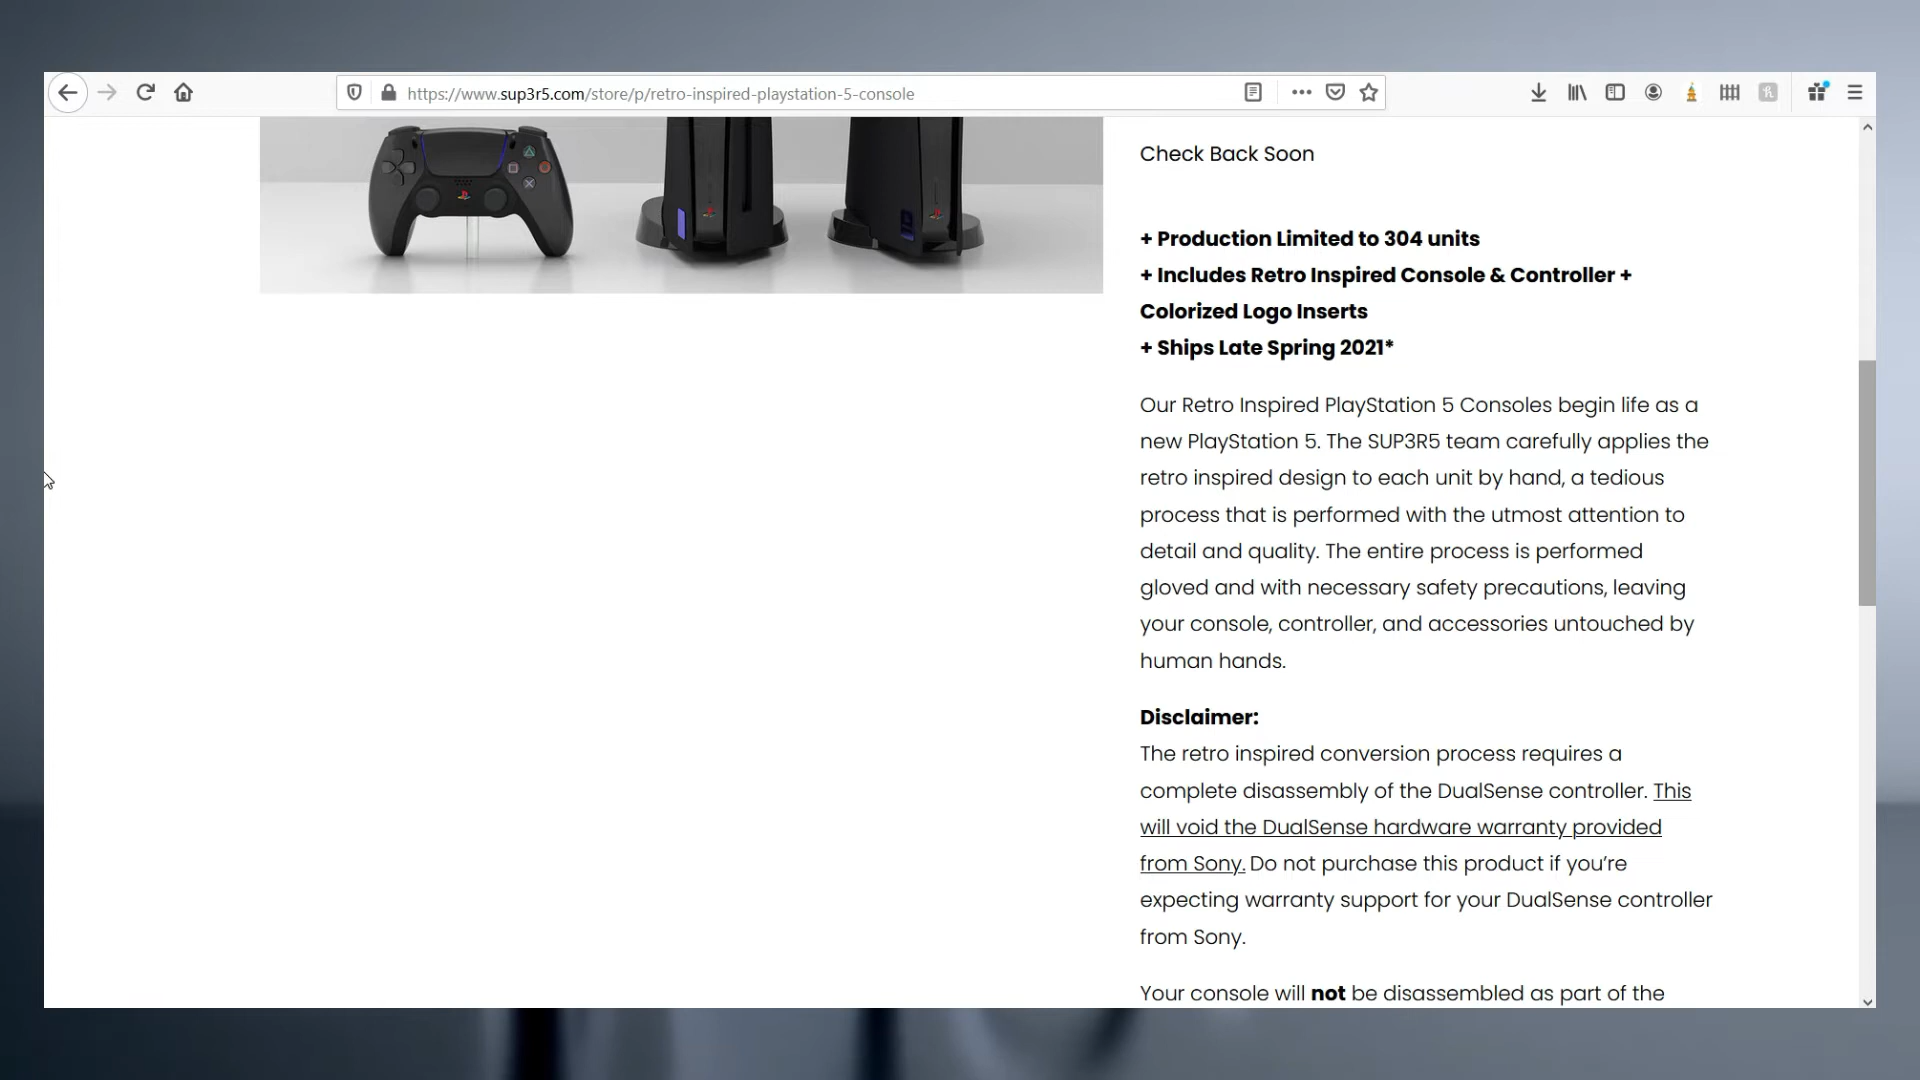 https://www.sup3r5.com/store/p/retro-inspired-playstation-5-console
Check Back Soon
+ Production Limited to 304 units
+ Includes Retro Inspired Console & Controller +
Colorized Logo Inserts
+ Ships Late Spring 2021*
Our Retro Inspired PlayStation 5 Consoles begin life as a
new PlayStation 5. The SUP3R5 team carefully applies the
retro inspired design to each unit by hand, a tedious
process that is performed with the utmost attention to
detail and quality. The entire process is performed
gloved and with necessary safety precautions, leaving
your console, controller, and accessories untouched by
human hands.
Disclaimer:
The retro inspired conversion process requires a
complete disassembly of the DualSense controller. This
will void the DualSense hardware warranty provided
from Sony. Do not purchase this product if you’re
expecting warranty support for your DualSense controller
from Sony.
Your console will not be disassembled as part of the